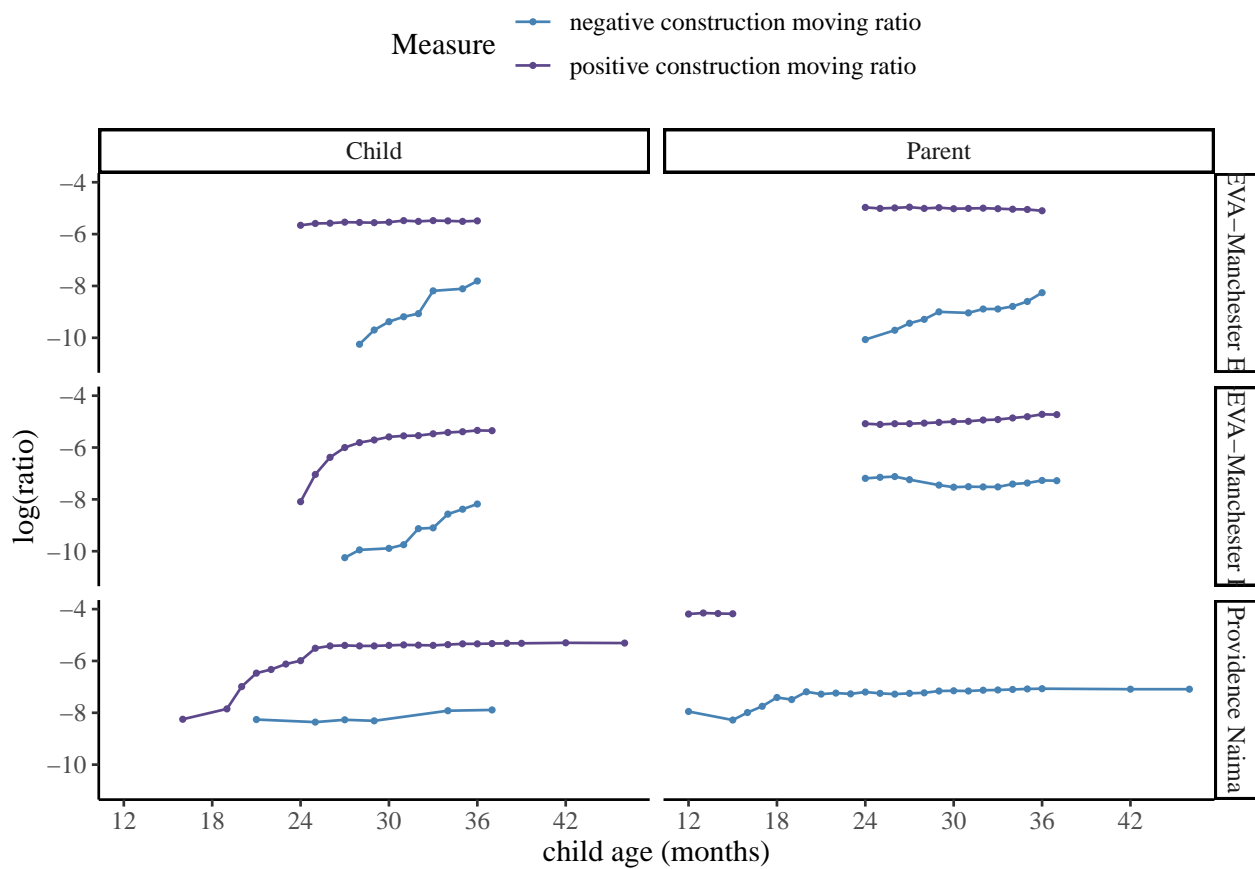 Measure
negative construction moving ratio
positive construction moving ratio
Child
Parent
−4
−6
−8
−10
EVA−Manchester
−4
−6
−8
−10
EVA−Manchester
−4
−6
−8
−10
Providence Naima
log(ratio)
12 18 24 30 36 42
12 18 24 30 36 42
child age (months)